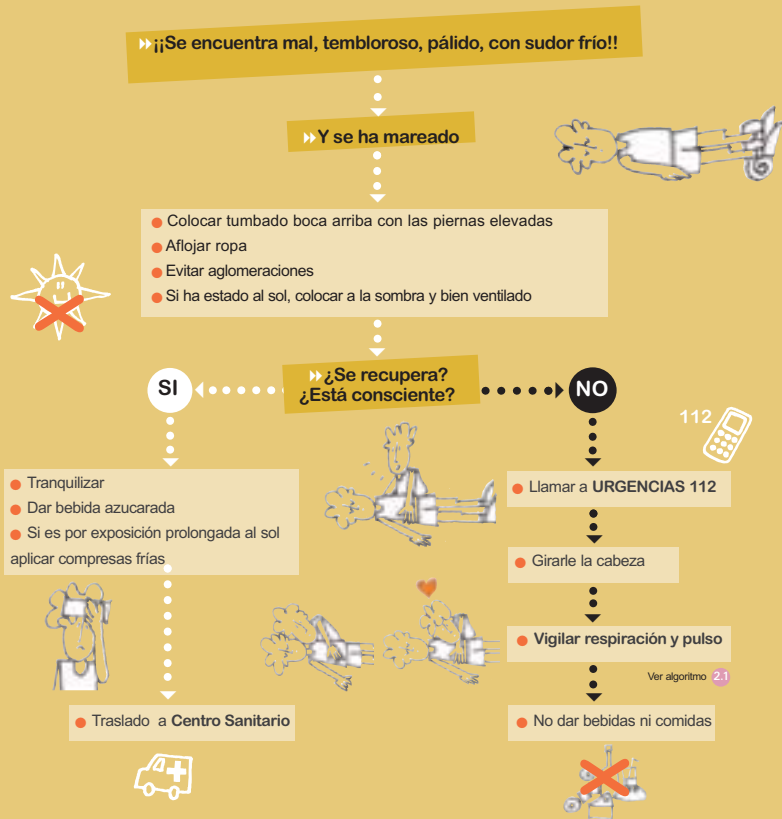 ¡¡Se encuentra mal, tembloroso, pálido, con sudor frío!!
Y se ha mareado
Colocar tumbado boca arriba con las piernas elevadas
Aflojar ropa
Evitar aglomeraciones
Si ha estado al sol, colocar a la sombra y bien ventilado
¿Se recupera?
¿Está consciente?
SI
Tranquilizar
Dar bebida azucarada
Si es por exposición prolongada al sol
aplicar compresas frías
Traslado a Centro Sanitario
NO
112
Llamar a URGENCIAS 112
Girarle la cabeza
Vigilar respiración y pulso
Ver algoritmo 2.1
No dar bebidas ni comidas